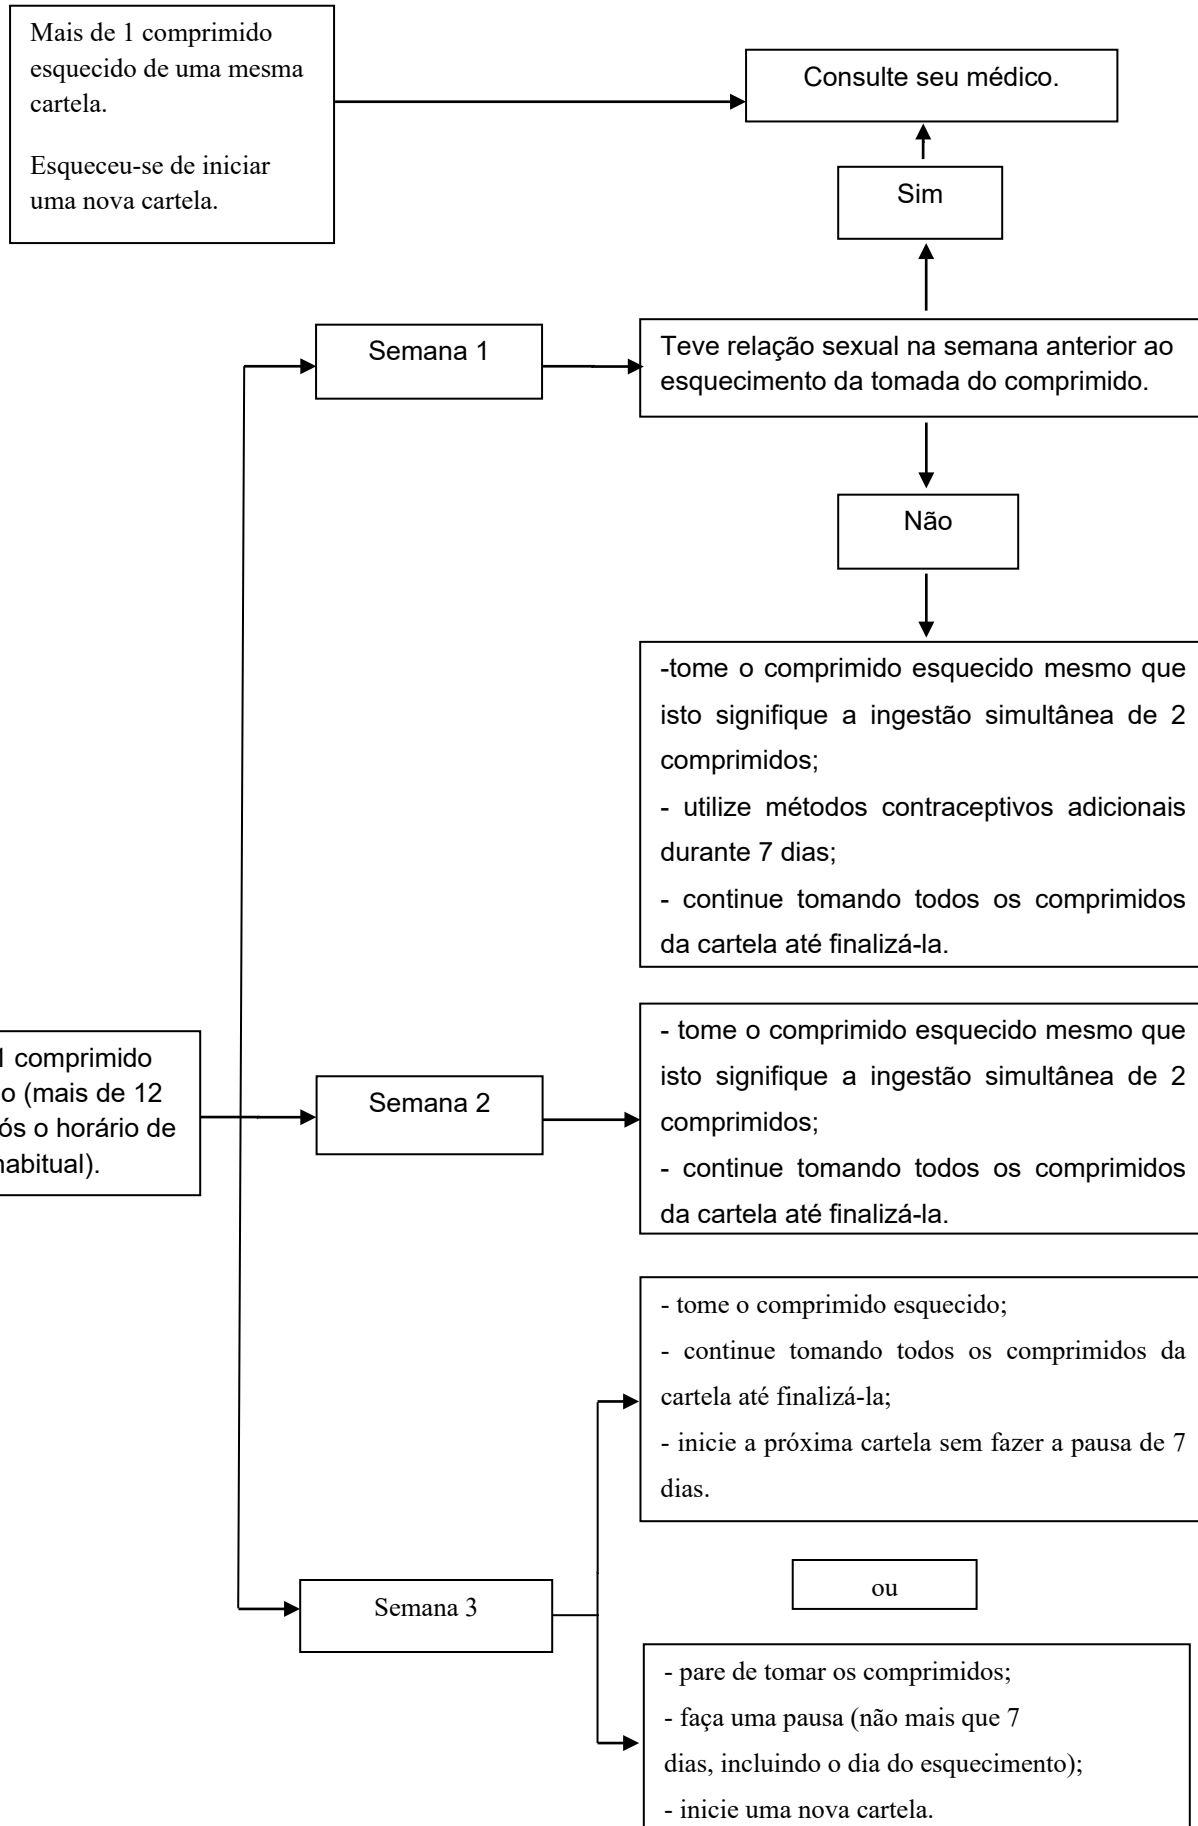 Mais de 1 comprimido
esquecido de uma mesma
cartela.
Esqueceu-se de iniciar
uma nova cartela.
Consulte seu médico.
Sim
Semana 1
Teve relação sexual na semana anterior ao
esquecimento da tomada do comprimido.
Não
-tome o comprimido esquecido mesmo que
isto signifique a ingestão simultânea de 2
comprimidos;
- utilize métodos contraceptivos adicionais
durante 7 dias;
- continue tomando todos os comprimidos
da cartela até finalizá-la.
1 comprimido
(mais de 12
o horário de
Semana 2
- tome o comprimido esquecido mesmo que
isto signifique a ingestão simultânea de 2
comprimidos;
- continue tomando todos os comprimidos
da cartela até finalizá-la.
- tome o comprimido esquecido;
- continue tomando todos os comprimidos da
cartela até finalizá-la;
- inicie a próxima cartela sem fazer a pausa de 7
dias.
ou
Semana 3
- pare de tomar os comprimidos;
- faça uma pausa (não mais que 7
dias, incluindo o dia do esquecimento);
- inicie uma nova cartela.